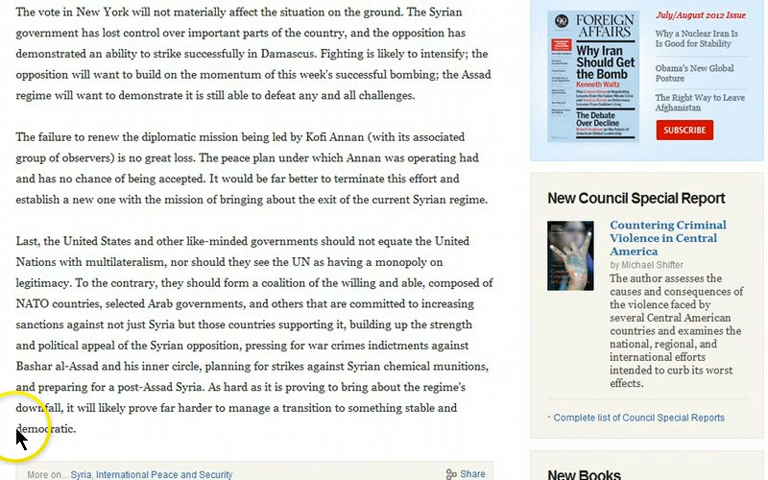 The vote in New York will not materially affect the situation on the ground. The Syrian
government has lost control over important parts of the country, and the opposition has
demonstrated an ability to strike successfully in Damascus. Fighting is likely to intensify; the
opposition will want to build on the momentum of this week's successful bombing; the Assad
regime will want to demonstrate it is still able to defeat any and all challenges.
The failure to renew the diplomatic mission being led by Kofi Annan (with its associated
group of observers) is no great loss. The peace plan under which Annan was operating had
and has no chance of being accepted. It would be far better to terminate this effort and
establish a new one with the mission of bringing about the exit of the current Syrian regime.
Last, the United States and other like-minded governments should not equate the United
Nations with multilateralism, nor should they see the UN as having a monopoly on
legitimacy. To the contrary, they should form a coalition of the willing and able, composed of
NATO countries, selected Arab governments, and others that are committed to increasing
sanctions against not just Syria but those countries supporting it, building up the strength
and political appeal of the Syrian opposition, pressing for war crimes indictments against
Bashar al-Assad and his inner circle, planning for strikes against Syrian chemical munitions,
and preparing for a post-Assad Syria. As hard as it is proving to bring about the regime's
downfall, it will likely prove far harder to manage a transition to something stable and
democratic.
More on... Syria, International Peace and Security
Share
FOREIGN
AFFAIRS
Why Iran
Should Get
the Bomb
Kenneth Waltz
The Debate
Over Decline
July/August 2012 Issue
Why a Nuclear Iran Is
Is Good for Stability
Obama's New Global
Posture
The Right Way to Leave
Afghanistan
SUBSCRIBE
New Council Special Report
Countering Criminal
Violence in Central
America
by Michael Shifter
The author assesses the
causes and consequences of
the violence faced by
several Central American
countries and examines the
national, regional, and
international efforts
intended to curb its worst
effects.
Complete list of Council Special Reports
New Books